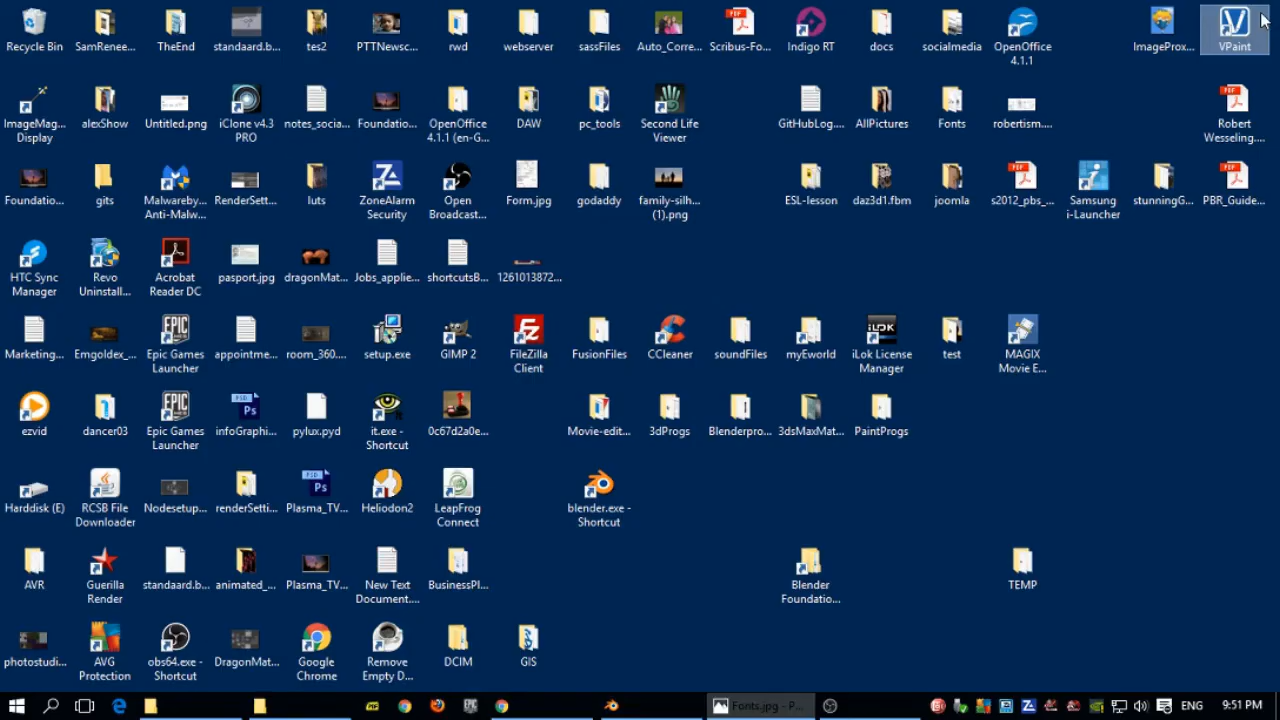 Recycle Bin
SamRenee...
TheEnd
standaard.b...
tes2
PTTNewsc...
rwd
webserver
sassFiles
Auto_Corre...
Scribus-Fo...
Indigo RT
docs
socialmedia
OpenOffice
4.1.1
ImageProx...
VPaint
ImageMag...
Display
alexShow
Untitled.png
iClone v4.3
PRO
notes_socia...
Foundatio...
OpenOffice
4.1.1 (en-G...
DAW
pc_tools
Second Life
Viewer
GitHubLog...
AllPictures
Fonts
robertism....
Robert
Wesseling....
Foundatio...
gits
Malwareby...
Anti-Malw...
RenderSett...
luts
ZoneAlarm
Security
Open
Broadcast...
Form.jpg
godaddy
family-silh...
(1).png
ESL-lesson
daz3d1.fbm
joomla
s2012_pbs_...
Samsung
i-Launcher
stunningG...
PBR_Guide...
HTC Sync
Manager
Revo
Uninstall...
Acrobat
Reader DC
pasport.jpg
dragonMat...
Jobs_applie...
shortcutsB...
1261013872...
Marketing...
Emgoldex_...
Epic Games
Launcher
appointme...
room_360....
setup.exe
GIMP 2
FileZilla
Client
FusionFiles
CCleaner
soundFiles
myEworld
iLok License
Manager
test
MAGIX
Movie E...
ezvid
dancer03
Epic Games
Launcher
infoGraphi...
pylux.pyd
it.exe -
Shortcut
0c67d2a0e...
Movie-edit...
3dProgs
Blenderpro...
3dsMaxMat...
PaintProgs
Harddisk (E)
RCSB File
Downloader
Nodesetup...
renderSetti...
Plasma_TV...
Heliodon2
LeapFrog
Connect
blender.exe -
Shortcut
AVR
Guerilla
Render
standaard.b...
animated_...
Plasma_TV...
New Text
Document....
BusinessPl...
Blender
Foundatio...
TEMP
photostudi...
AVG
Protection
obs64.exe -
Shortcut
DragonMat...
Google
Chrome
Remove
Empty D...
DCIM
GIS
Fonts.jpg - P...
ENG
9:51 PM